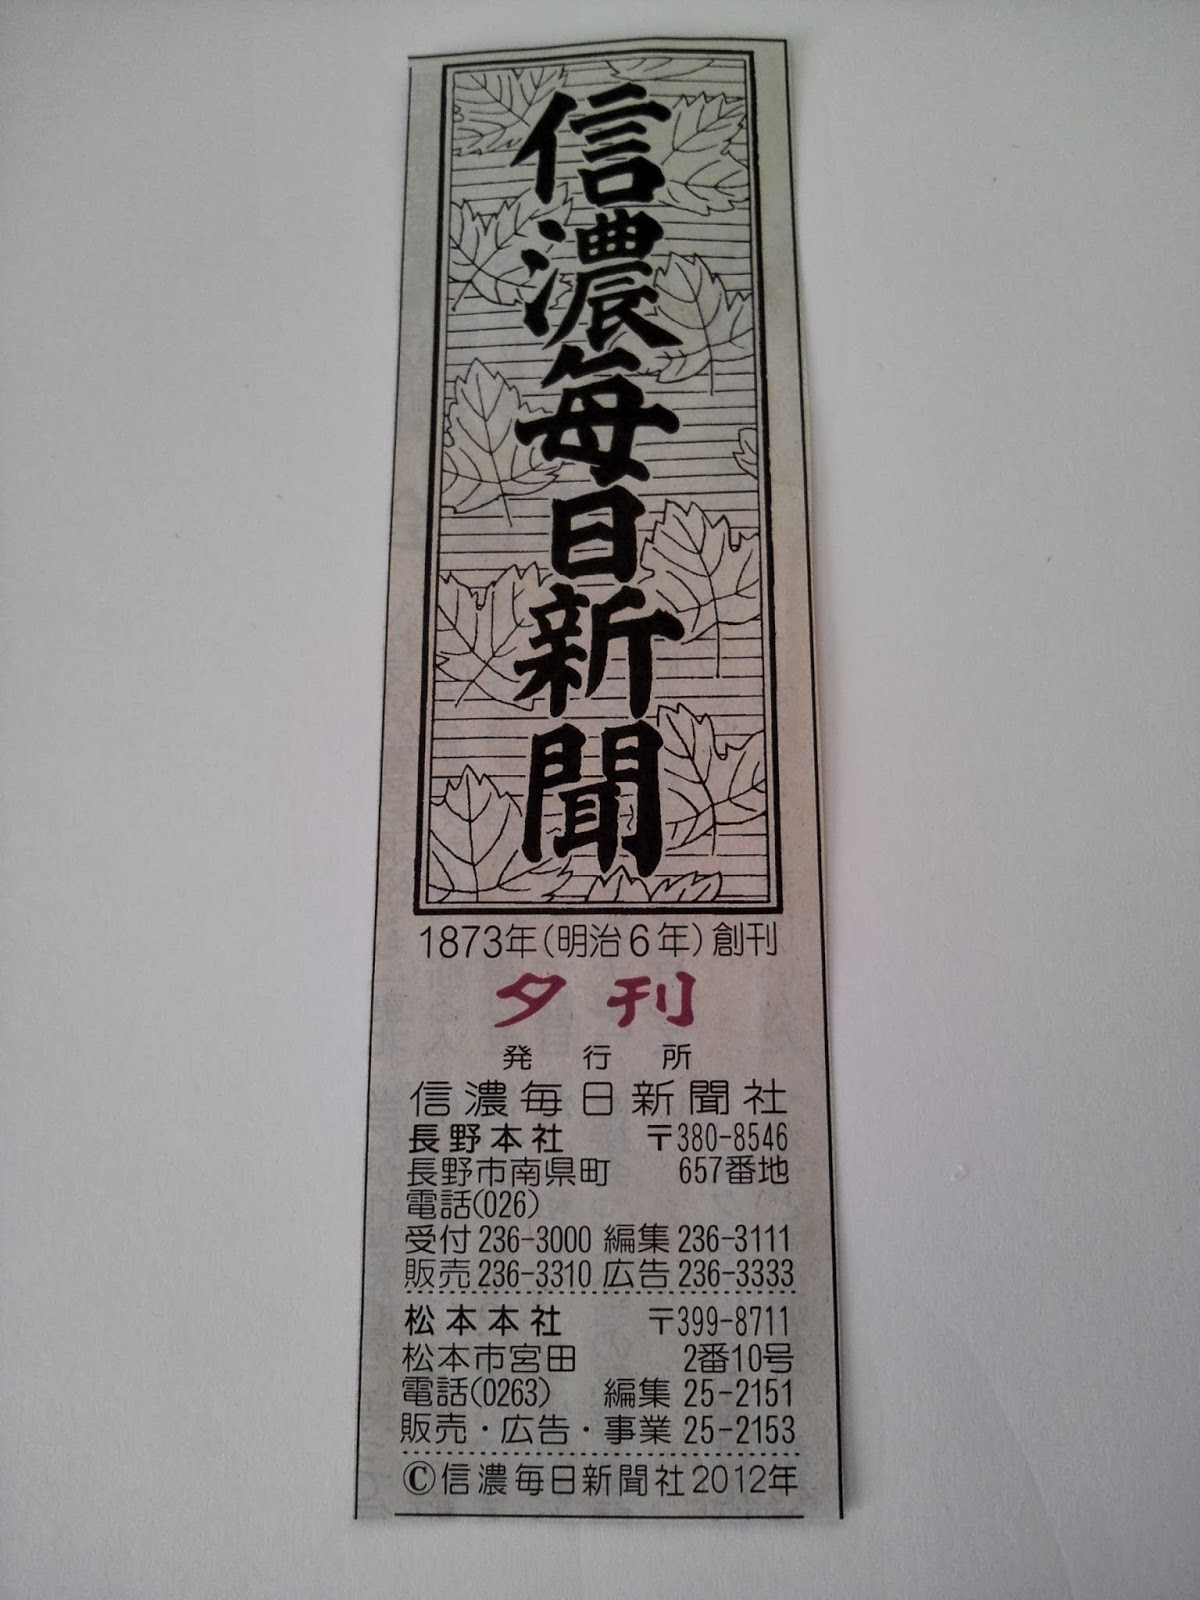 信濃毎日新聞
1873年(明治6年)創刊
夕刊
発行所
信濃毎日新聞社
長野本社 〒380-8546
長野市南県町 657番地
電話(026)
受付 236-3000 編集 236-3111
販売 236-3310 広告 236-3333
松本本社 〒399-8711
松本市宮田 2番10号
電話(0263) 編集 25-2151
販売・広告・事業 25-2153
©信濃毎日新聞社2012年